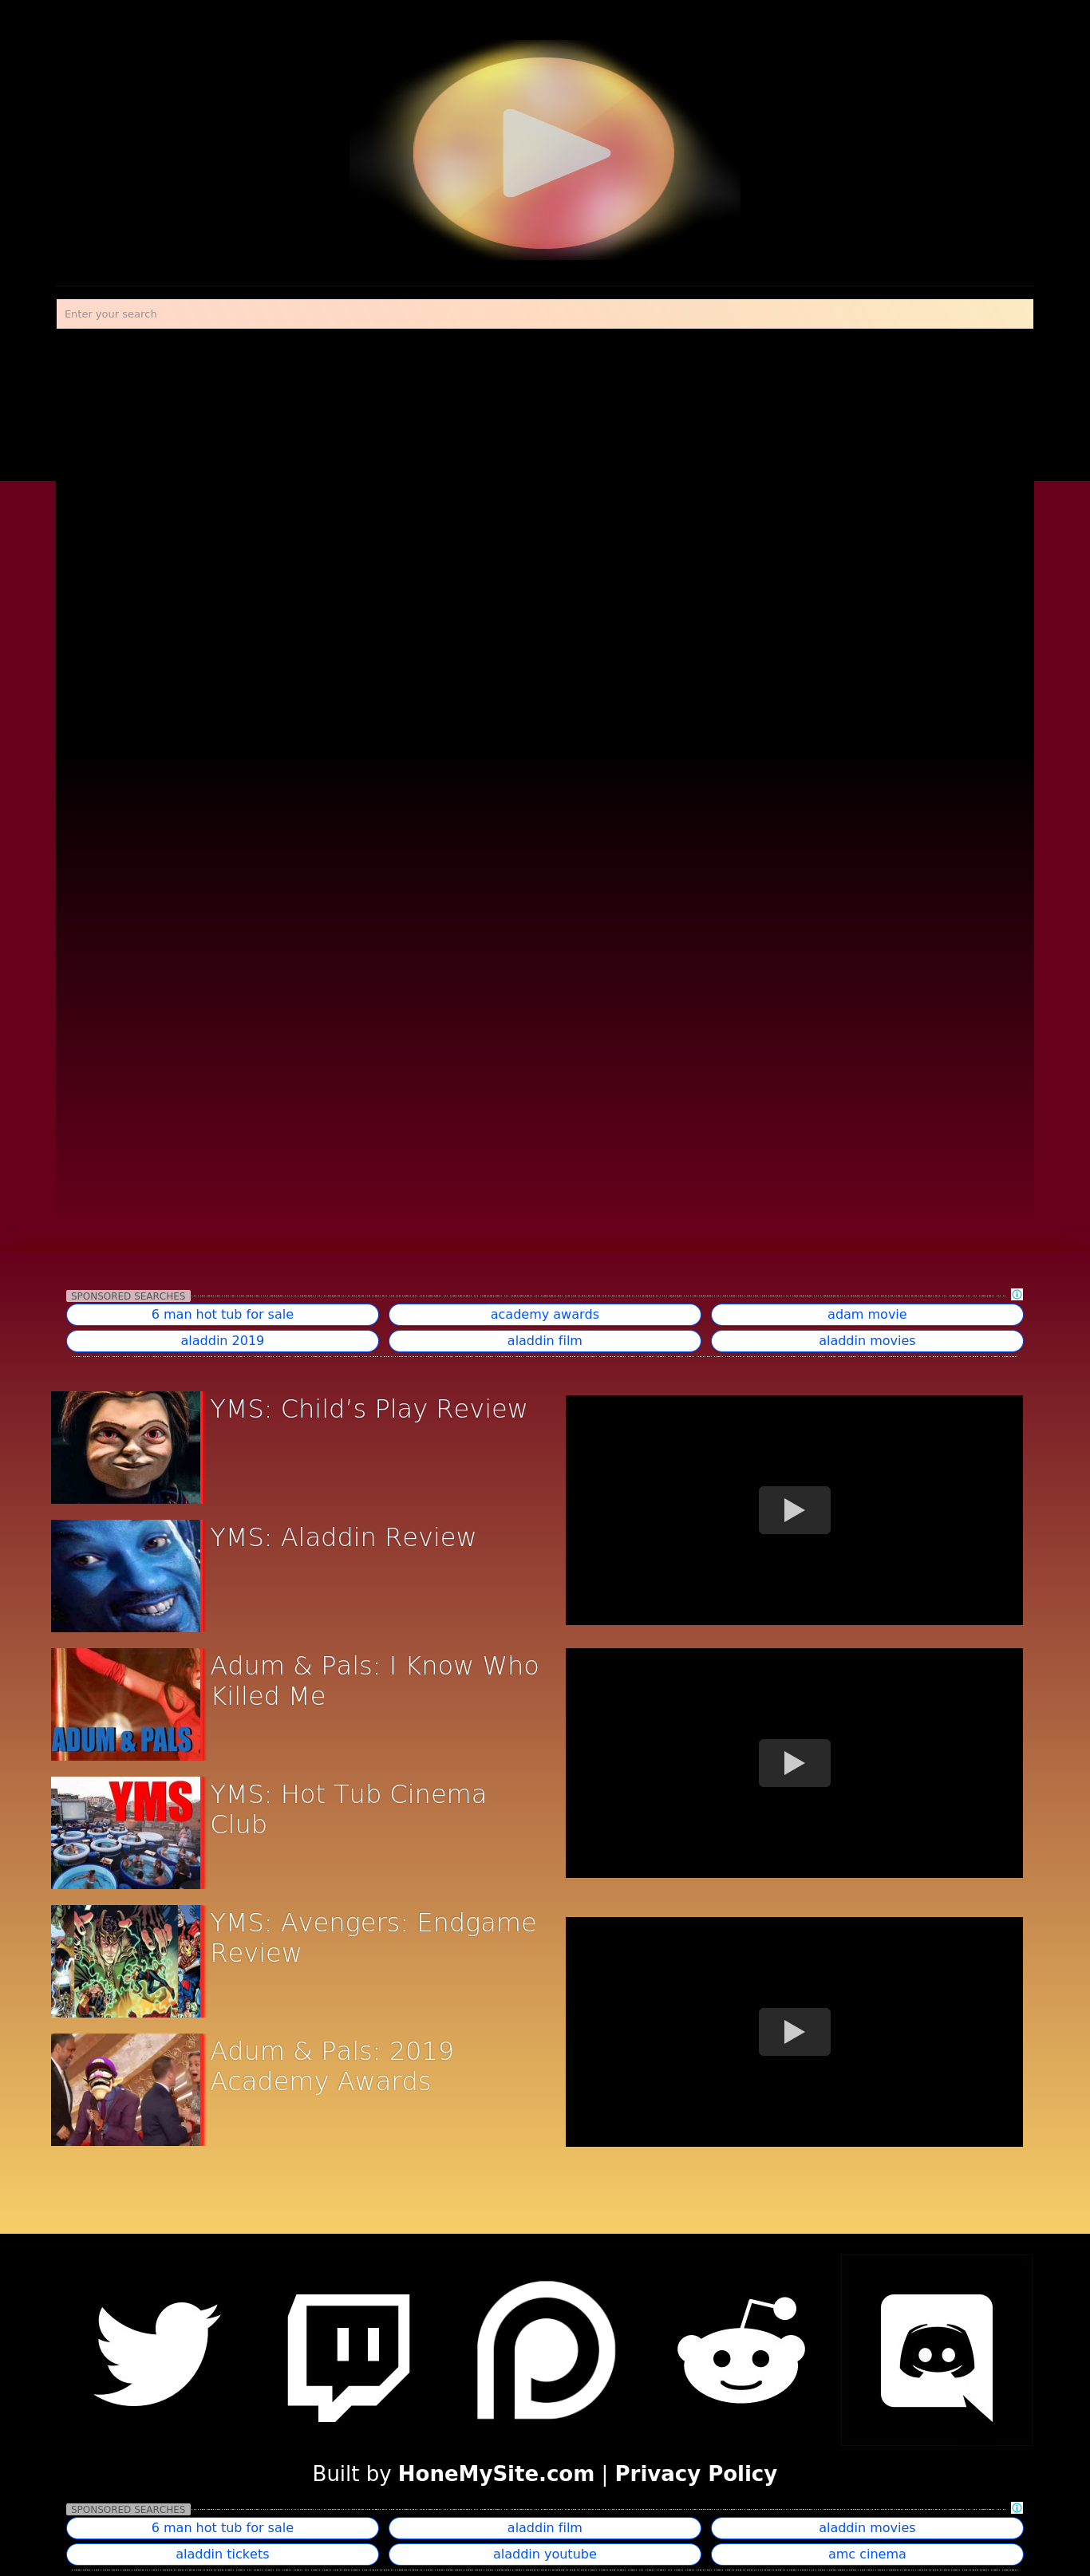 Enter your search
SPONSORED SEARCHES
6 man hot tub for sale
academy awards
adam movie
aladdin 2019
aladdin film
aladdin movies
YMS: Child’s Play Review
YMS: Aladdin Review
ADUM & PALS
Adum & Pals: I Know Who
Killed Me
YMS
YMS: Hot Tub Cinema
Club
YMS: Avengers: Endgame
Review
Adum & Pals: 2019
Academy Awards
Built by HoneMySite.com | Privacy Policy
SPONSORED SEARCHES
6 man hot tub for sale
aladdin film
aladdin movies
aladdin tickets
aladdin youtube
amc cinema